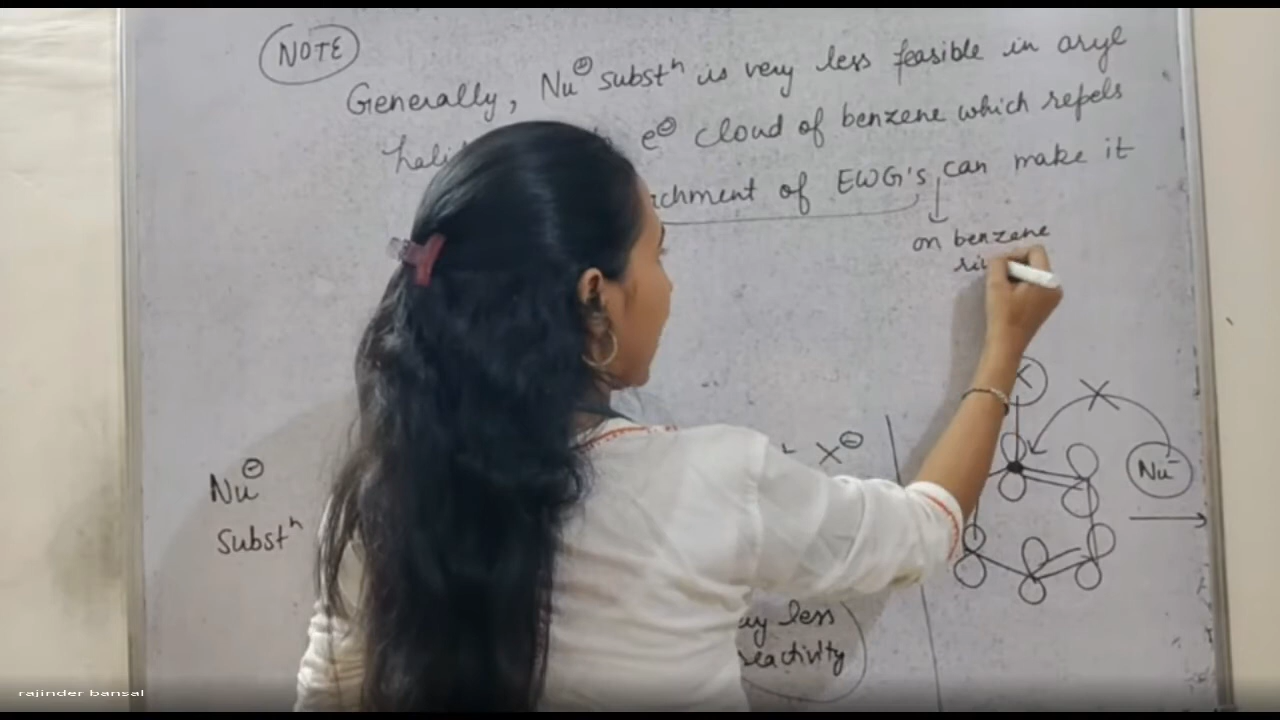 NOTE
Generally, Nu⊖ substⁿ is very less feasible in aryl
e⊖ cloud of benzene which repels
of EWG's can make it
on benzene
X
X
Nu⁻
X⊖
Nu⊖
Substⁿ
less
rajinder bansal